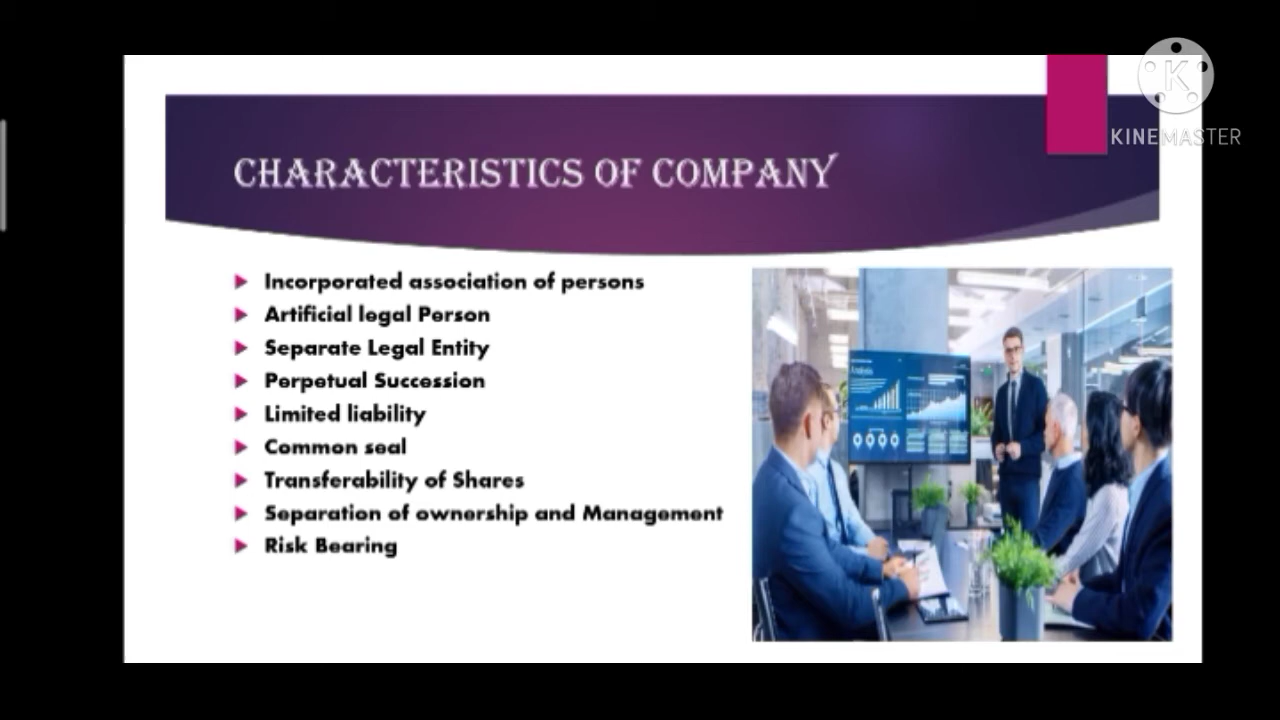 CHARACTERISTICS OF COMPANY
Incorporated association of persons
Artificial legal Person
Separate Legal Entity
Perpetual Succession
Limited liability
Common seal
Transferability of Shares
Separation of ownership and Management
Risk Bearing
K
KINEMASTER
Analysis